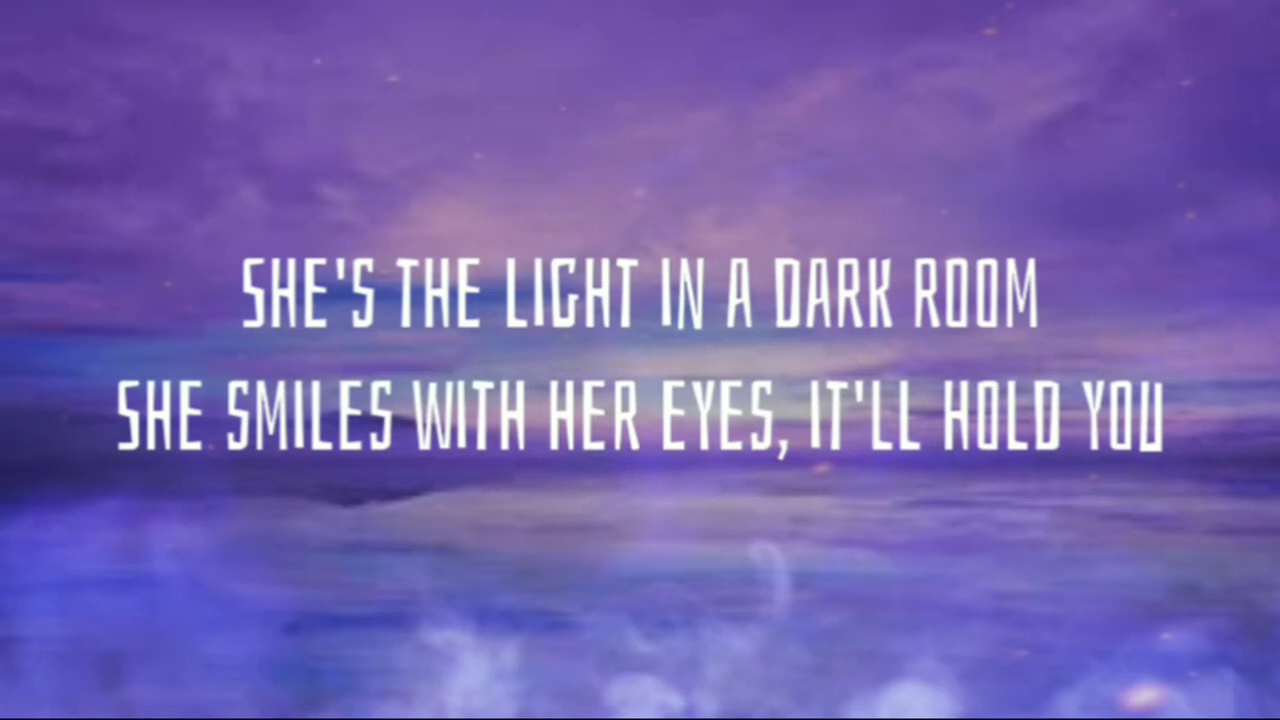 SHE'S THE LIGHT IN A DARK ROOM
SHE SMILES WITH HER EYES, IT'LL HOLD YOU